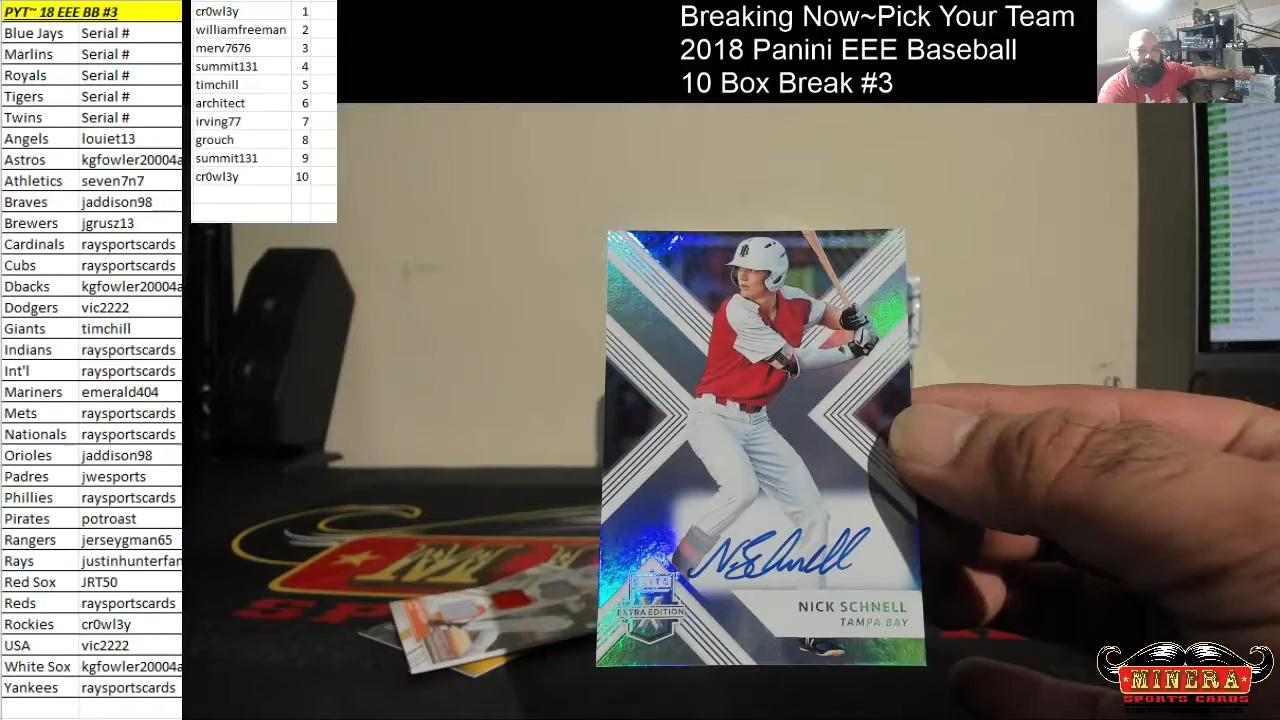 PYT~ 18 EEE BB #3
Blue Jays Serial #
Marlins Serial #
Royals Serial #
Tigers Serial #
Twins Serial #
Angels louiet13
Astros kgfowler20004a
Athletics seven7n7
Braves jaddison98
Brewers jgrusz13
Cardinals raysportscards
Cubs raysportscards
Dbacks kgfowler20004a
Dodgers vic2222
Giants timchill
Indians raysportscards
Int'l raysportscards
Mariners emerald404
Mets raysportscards
Nationals raysportscards
Orioles jaddison98
Padres jwesports
Phillies raysportscards
Pirates potroast
Rangers jerseygman65
Rays justinhunterfan
Red Sox JRT50
Reds raysportscards
Rockies cr0wl3y
USA vic2222
White Sox kgfowler20004a
Yankees raysportscards
cr0wl3y 1
williamfreeman 2
merv7676 3
summit131 4
timchill 5
architect 6
irving77 7
grouch 8
summit131 9
cr0wl3y 10
Breaking Now~Pick Your Team
2018 Panini EEE Baseball
10 Box Break #3
N. Schnell
ELITE
EXTRA EDITION
NICK SCHNELL
TAMPA BAY
MINERA
SPORTS CARDS